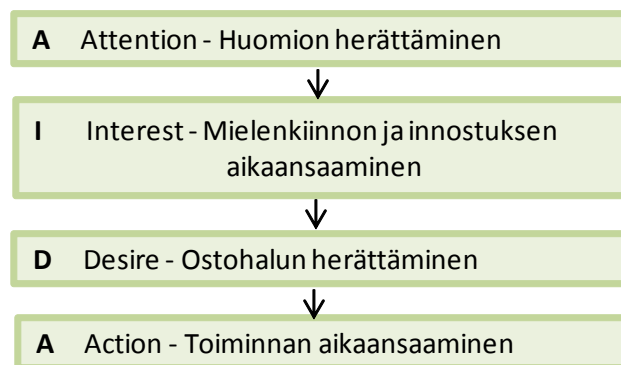 A Attention - Huomion herättäminen
I Interest - Mielenkiinnon ja innostuksen
aikaansaaminen
D Desire - Ostohalun herättäminen
A Action - Toiminnan aikaansaaminen